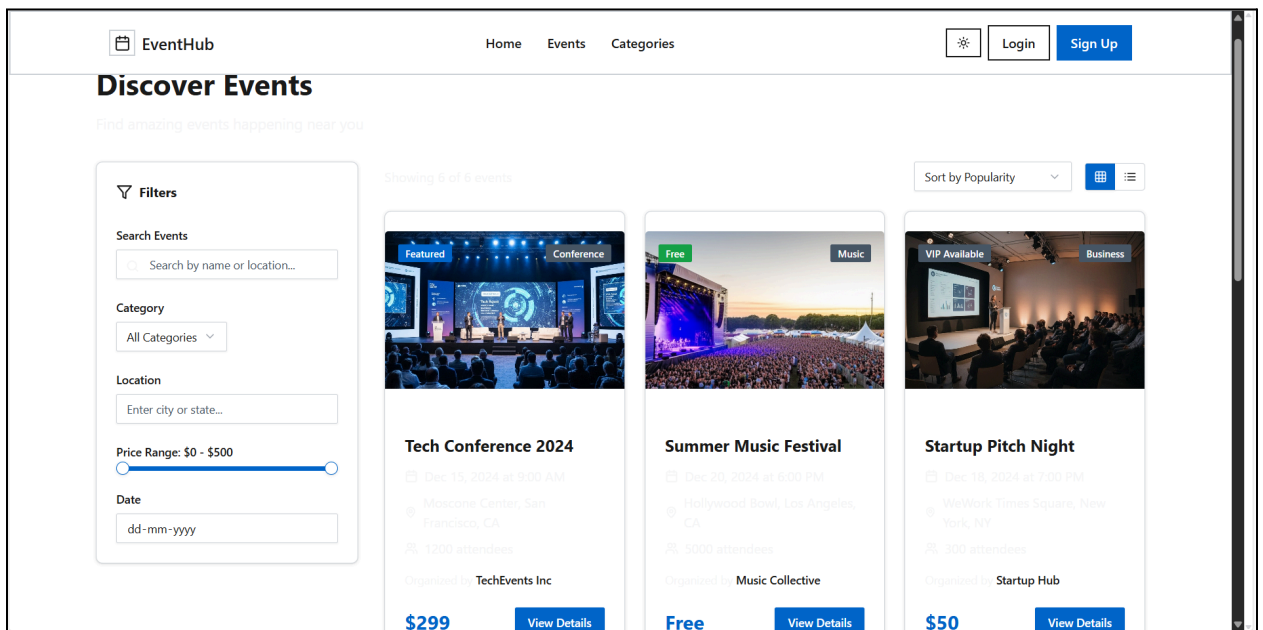 EventHub
Home Events Categories
Login Sign Up
Discover Events
Find amazing events happening near you
Filters
Search Events
Search by name or location...
Category
All Categories
Location
Enter city or state...
Price Range: $0 - $500
Date
dd-mm-yyyy
Showing 6 of 6 events
Sort by Popularity
Featured Conference
Tech Conference 2024
Dec 15, 2024 at 9:00 AM
Moscone Center, San
Francisco, CA
1200 attendees
Organized by TechEvents Inc
$299 View Details
Free Music
Summer Music Festival
Dec 20, 2024 at 6:00 PM
Hollywood Bowl, Los Angeles,
CA
5000 attendees
Organized by Music Collective
Free View Details
VIP Available Business
Startup Pitch Night
Dec 18, 2024 at 7:00 PM
WeWork Times Square, New
York, NY
300 attendees
Organized by Startup Hub
$50 View Details